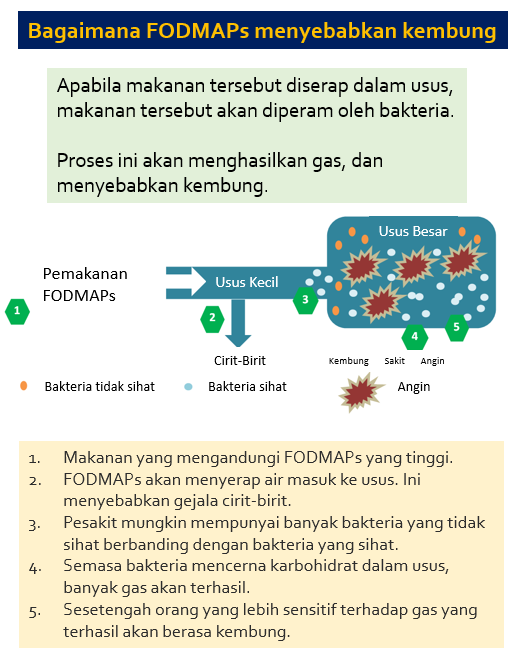 Bagaimana FODMAPs menyebabkan kembung
Apabila makanan tersebut diserap dalam usus,
makanan tersebut akan diperam oleh bakteria.
Proses ini akan menghasilkan gas, dan
menyebabkan kembung.
Usus Besar
Pemakanan
FODMAPs
Usus Kecil
1
2
3
4
5
Cirit-Birit
Kembung Sakit Angin
Bakteria tidak sihat
Bakteria sihat
Angin
1. Makanan yang mengandungi FODMAPs yang tinggi.
2. FODMAPs akan menyerap air masuk ke usus. Ini
menyebabkan gejala cirit-birit.
3. Pesakit mungkin mempunyai banyak bakteria yang tidak
sihat berbanding dengan bakteria yang sihat.
4. Semasa bakteria mencerna karbohidrat dalam usus,
banyak gas akan terhasil.
5. Sesetengah orang yang lebih sensitif terhadap gas yang
terhasil akan berasa kembung.